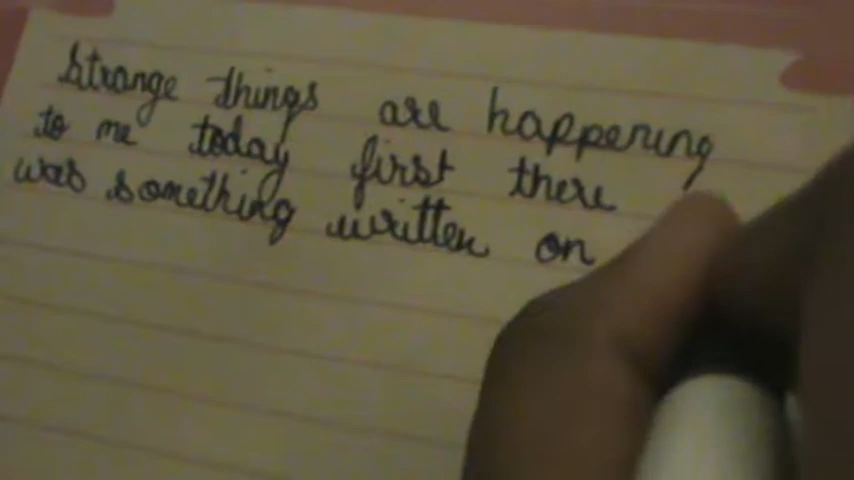 Strange things are happening
to me today first there
was something written on